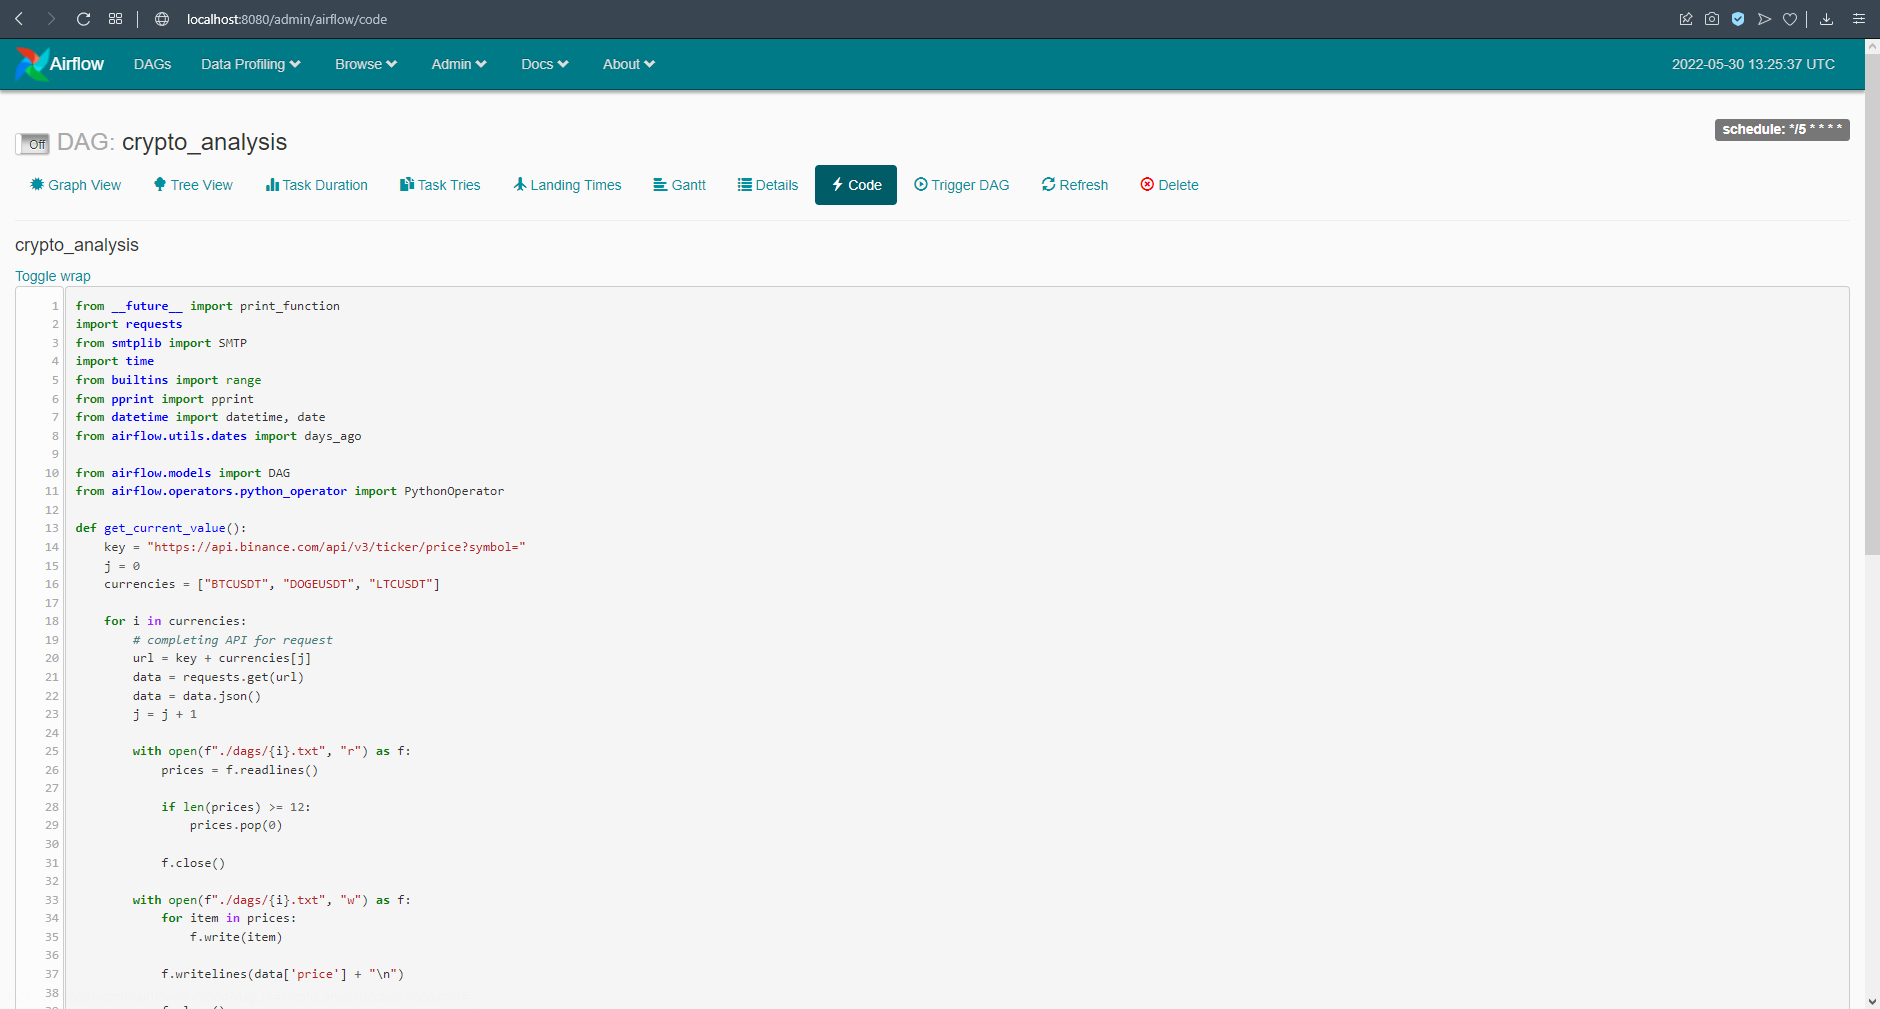 localhost:8080/admin/airflow/code
Airflow DAGs Data Profiling Browse Admin Docs About 2022-05-30 13:25:37 UTC
Off DAG: crypto_analysis schedule: */5 * * * *
Graph View Tree View Task Duration Task Tries Landing Times Gantt Details Code Trigger DAG Refresh Delete
crypto_analysis
Toggle wrap
1 from __future__ import print_function
2 import requests
3 from smtplib import SMTP
4 import time
5 from builtins import range
6 from pprint import pprint
7 from datetime import datetime, date
8 from airflow.utils.dates import days_ago
9
10 from airflow.models import DAG
11 from airflow.operators.python_operator import PythonOperator
12
13 def get_current_value():
14     key = "https://api.binance.com/api/v3/ticker/price?symbol="
15     j = 0
16     currencies = ["BTCUSDT", "DOGEUSDT", "LTCUSDT"]
17
18     for i in currencies:
19         # completing API for request
20         url = key + currencies[j]
21         data = requests.get(url)
22         data = data.json()
23         j = j + 1
24
25         with open(f"./dags/{i}.txt", "r") as f:
26             prices = f.readlines()
27
28             if len(prices) >= 12:
29                 prices.pop(0)
30
31             f.close()
32
33         with open(f"./dags/{i}.txt", "w") as f:
34             for item in prices:
35                 f.write(item)
36
37             f.writelines(data['price'] + "\n")
38